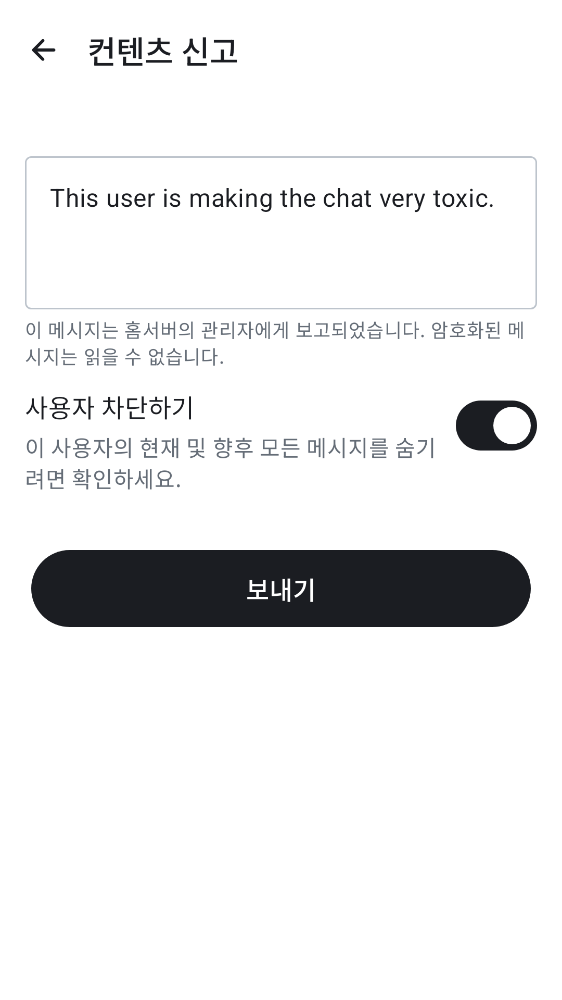 컨텐츠 신고
This user is making the chat very toxic.
이 메시지는 홈서버의 관리자에게 보고되었습니다. 암호화된 메
시지는 읽을 수 없습니다.
사용자 차단하기
이 사용자의 현재 및 향후 모든 메시지를 숨기
려면 확인하세요.
보내기